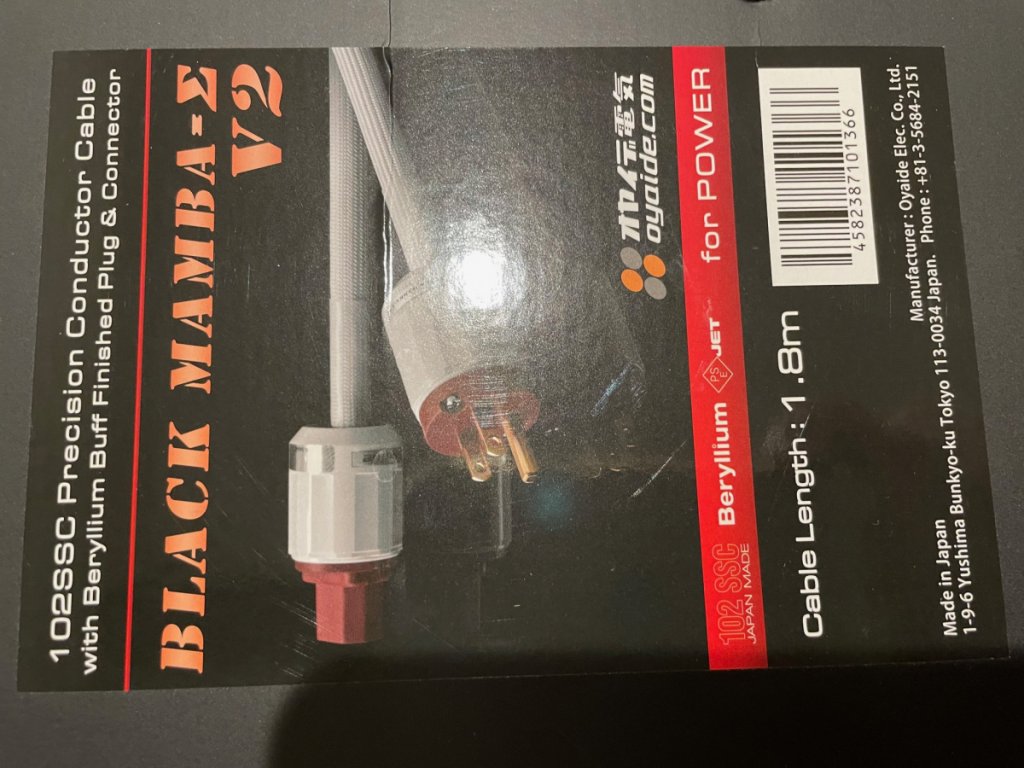 102SSC Precision Conductor Cable
with Beryllium Buff Finished Plug & Connector
BLACK MAMBA-Σ
V2
オヤイデ電気
oyaide.com
102 SSC
JAPAN MADE
Beryllium
PS
E
JET
for POWER
Cable Length : 1.8m
4582387101366
Manufacturer : Oyaide Elec. Co., Ltd.
Made in Japan
1-9-6 Yushima Bunkyo-ku Tokyo 113-0034 Japan. Phone : +81-3-5684-2151